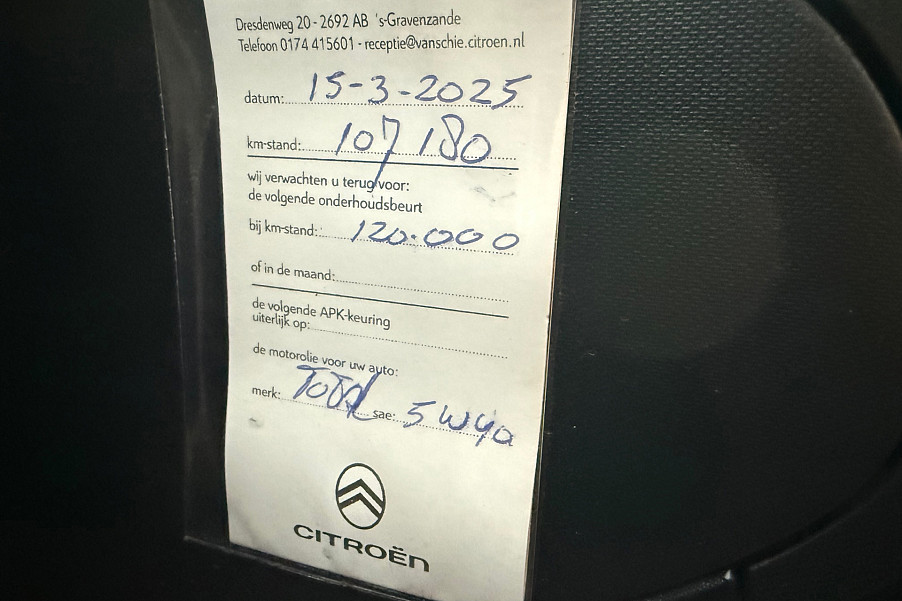 Dresdenweg 20 - 2692 AB 's-Gravenzande
Telefoon 0174 415601 - receptie@vanschie.citroen.nl
datum: 15-3-2025
km-stand: 107 180
wij verwachten u terug voor:
de volgende onderhoudsbeurt
bij km-stand: 120.000
of in de maand:
de volgende APK-keuring
uiterlijk op:
de motorolie voor uw auto:
merk: Total sae: 5W40
CITROËN